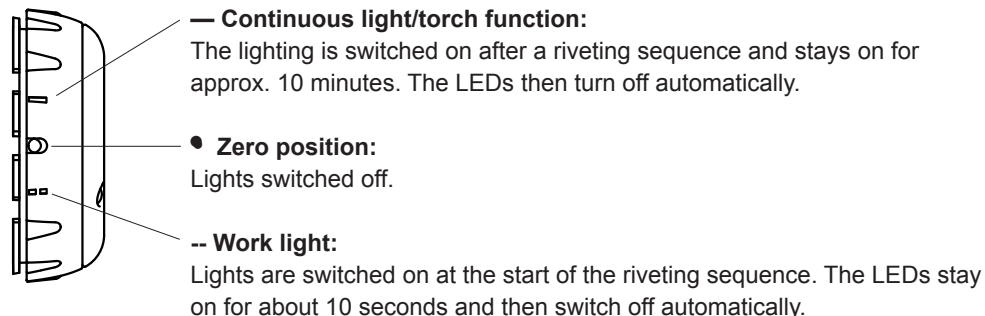 — Continuous light/torch function:
The lighting is switched on after a riveting sequence and stays on for
approx. 10 minutes. The LEDs then turn off automatically.
• Zero position:
Lights switched off.
-- Work light:
Lights are switched on at the start of the riveting sequence. The LEDs stay
on for about 10 seconds and then switch off automatically.